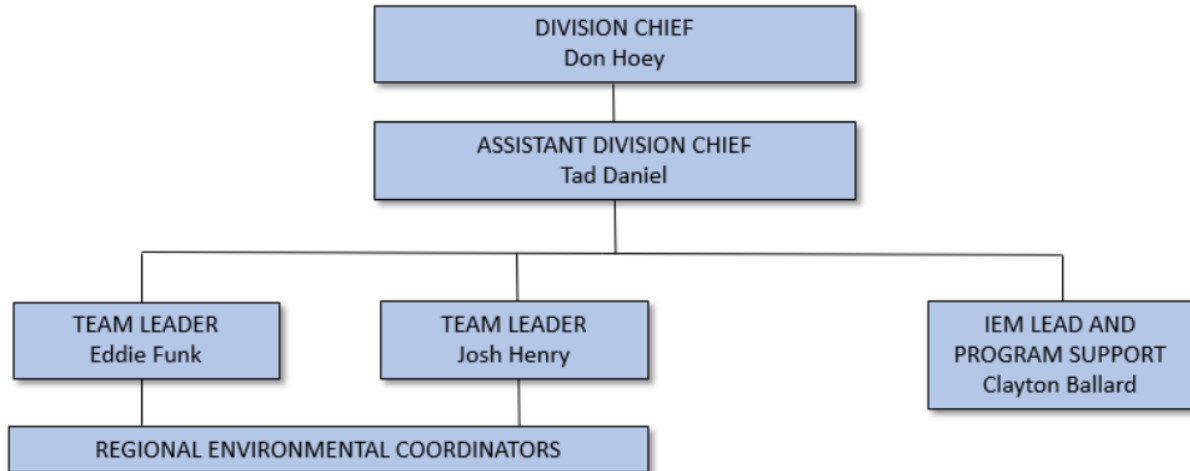 DIVISION CHIEF
Don Hoey
ASSISTANT DIVISION CHIEF
Tad Daniel
TEAM LEADER
Eddie Funk
TEAM LEADER
Josh Henry
IEM LEAD AND
PROGRAM SUPPORT
Clayton Ballard
REGIONAL ENVIRONMENTAL COORDINATORS